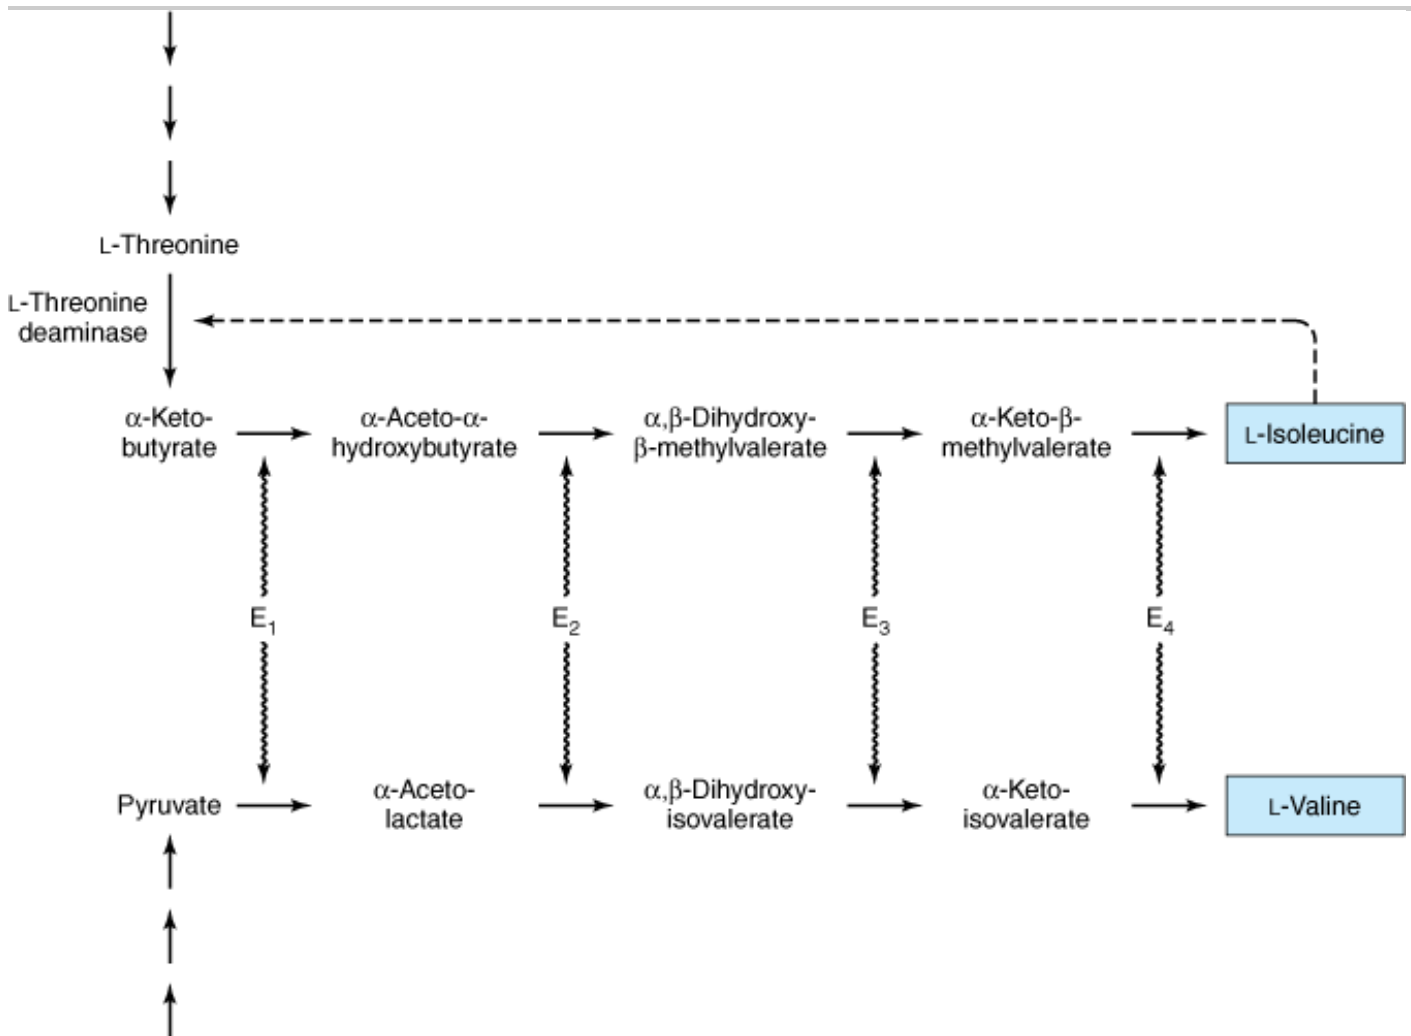 L-Threonine
L-Threonine
deaminase
α-Keto-
butyrate
α-Aceto-α-
hydroxybutyrate
α,β-Dihydroxy-
β-methylvalerate
α-Keto-β-
methylvalerate
L-Isoleucine
E1
E2
E3
E4
Pyruvate
α-Aceto-
lactate
α,β-Dihydroxy-
isovalerate
α-Keto-
isovalerate
L-Valine